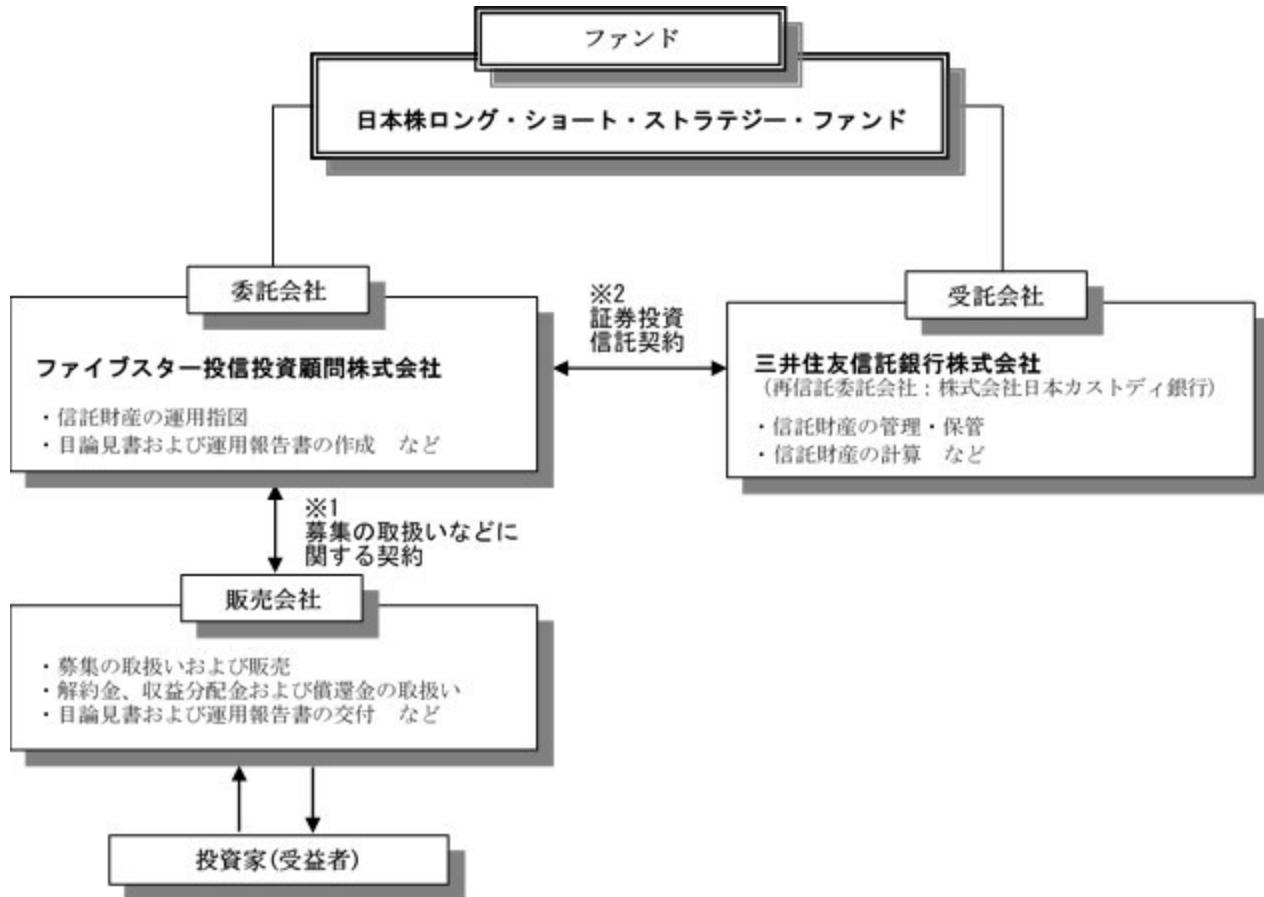 ファンド
日本株ロング・ショート・ストラテジー・ファンド
委託会社
ファイブスター投信投資顧問株式会社
・信託財産の運用指図
・目論見書および運用報告書の作成　など
※2
証券投資
信託契約
受託会社
三井住友信託銀行株式会社
（再信託委託会社：株式会社日本カストディ銀行）
・信託財産の管理・保管
・信託財産の計算　など
※1
募集の取扱いなどに
関する契約
販売会社
・募集の取扱いおよび販売
・解約金、収益分配金および償還金の取扱い
・目論見書および運用報告書の交付　など
投資家(受益者)